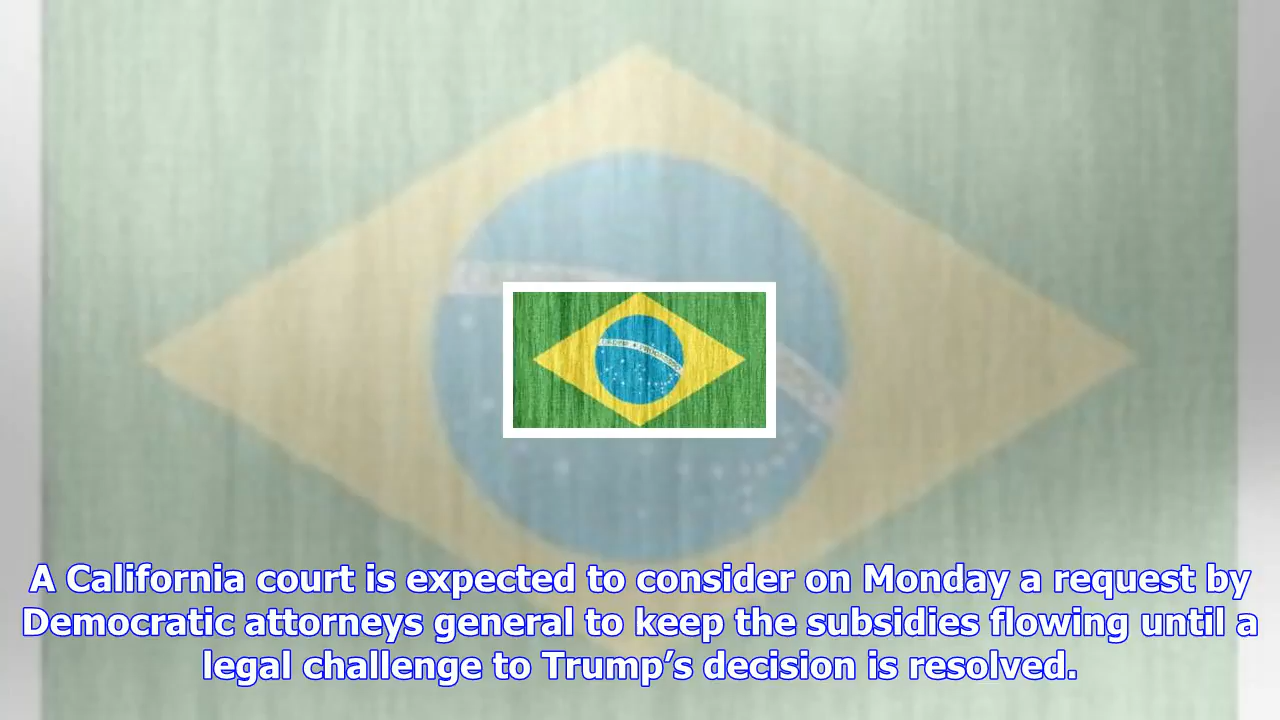 A California court is expected to consider on Monday a request by
Democratic attorneys general to keep the subsidies flowing until a
legal challenge to Trump’s decision is resolved.